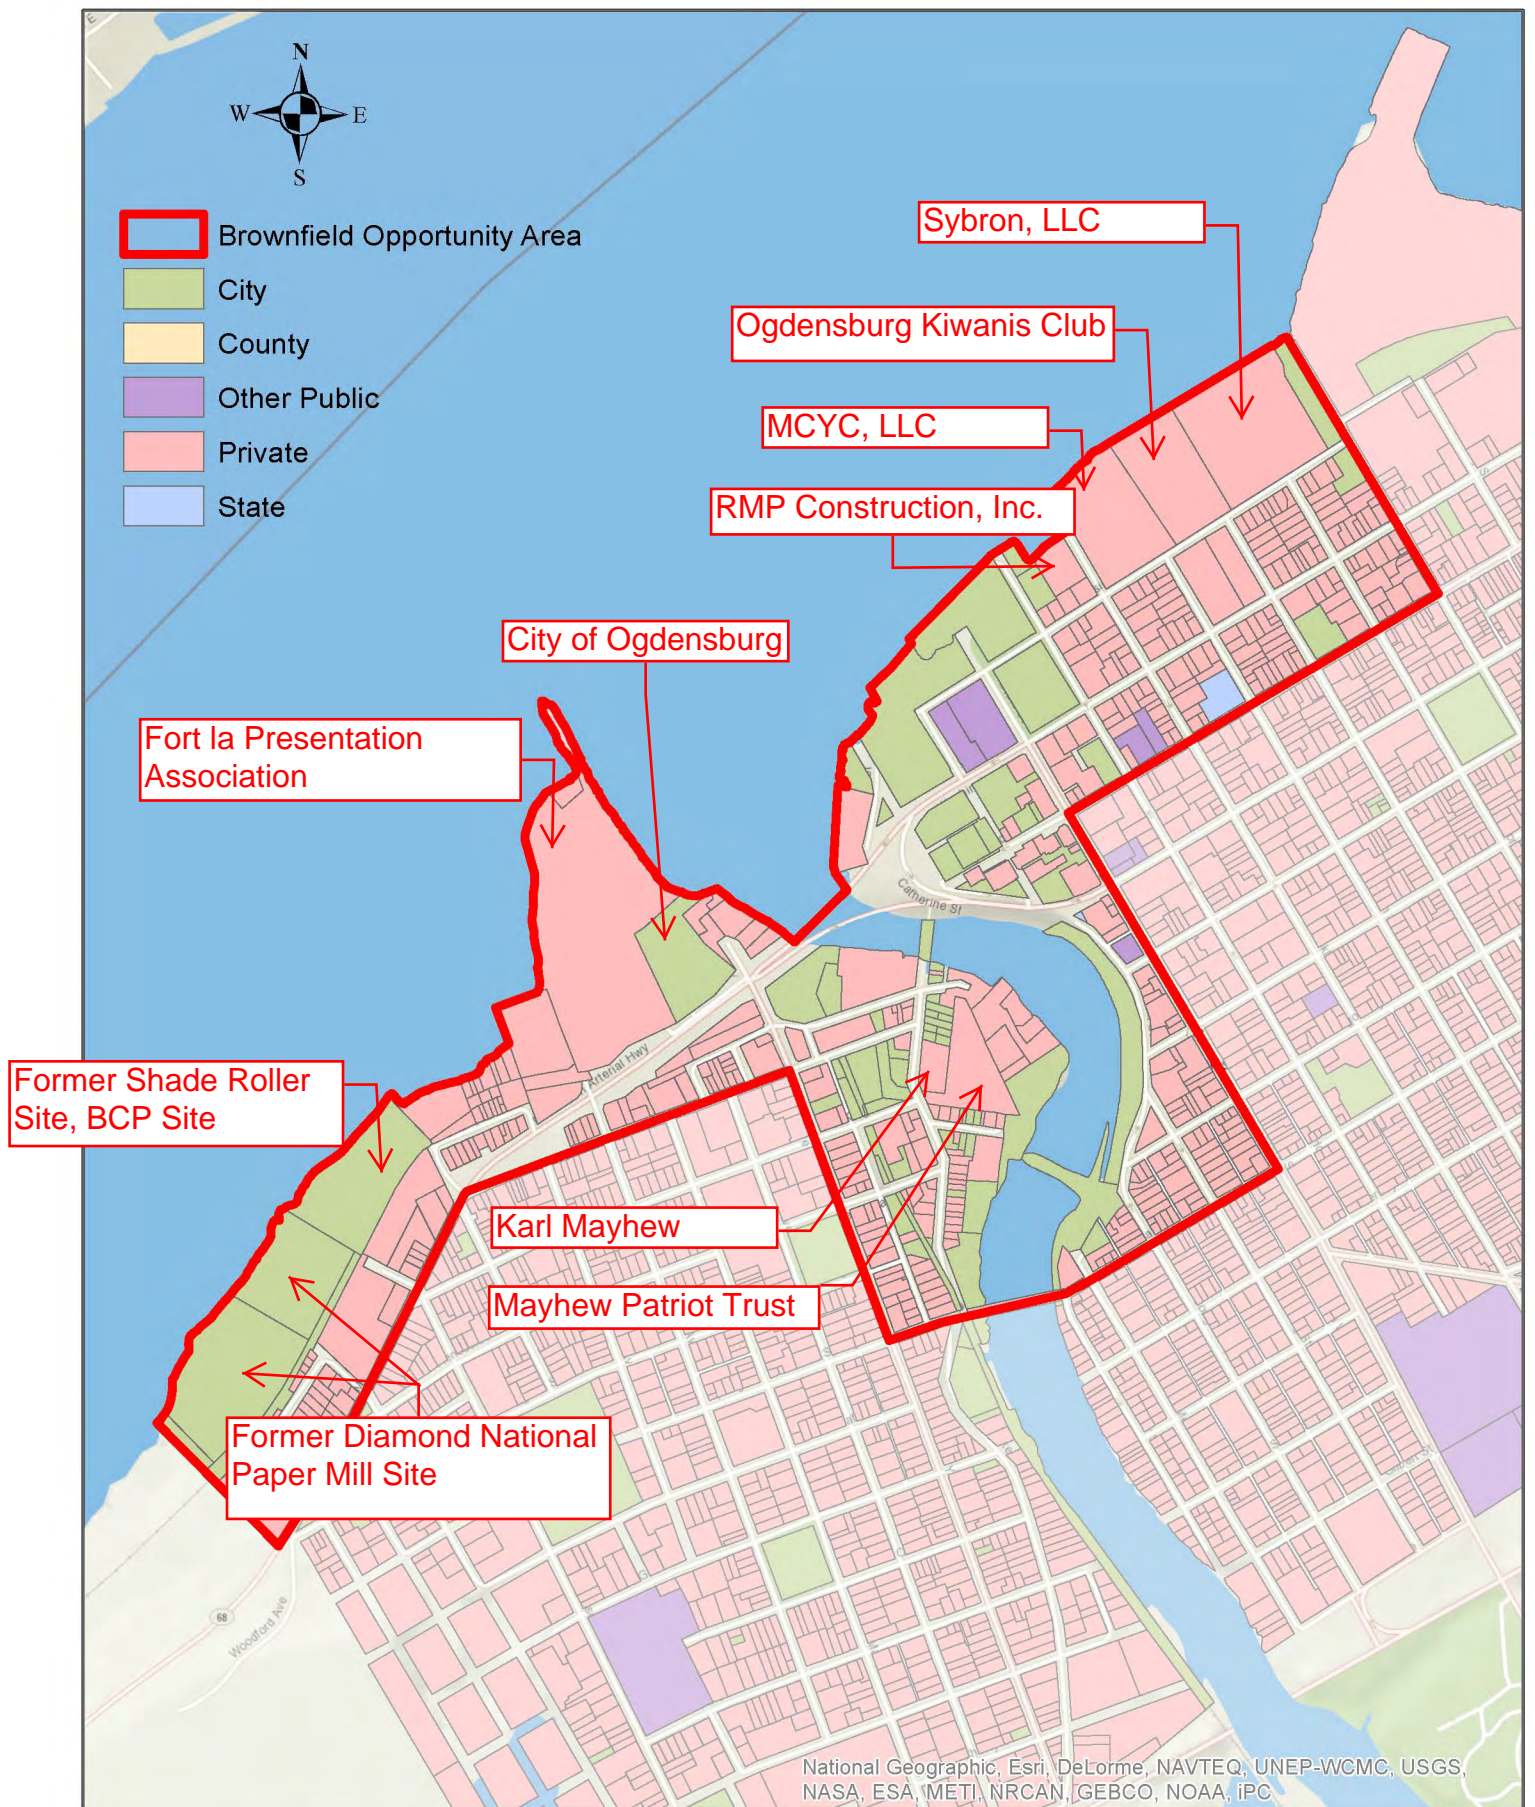 N
W
E
S
Brownfield Opportunity Area
City
County
Other Public
Private
State
Sybron, LLC
Ogdensburg Kiwanis Club
MCYC, LLC
RMP Construction, Inc.
City of Ogdensburg
Fort la Presentation
Association
Catherine St
Arterial Hwy
Former Shade Roller
Site, BCP Site
Karl Mayhew
Mayhew Patriot Trust
Former Diamond National
Paper Mill Site
68
Woodford Ave
National Geographic, Esri, DeLorme, NAVTEQ, UNEP-WCMC, USGS,
NASA, ESA, METI, NRCAN, GEBCO, NOAA, iPC